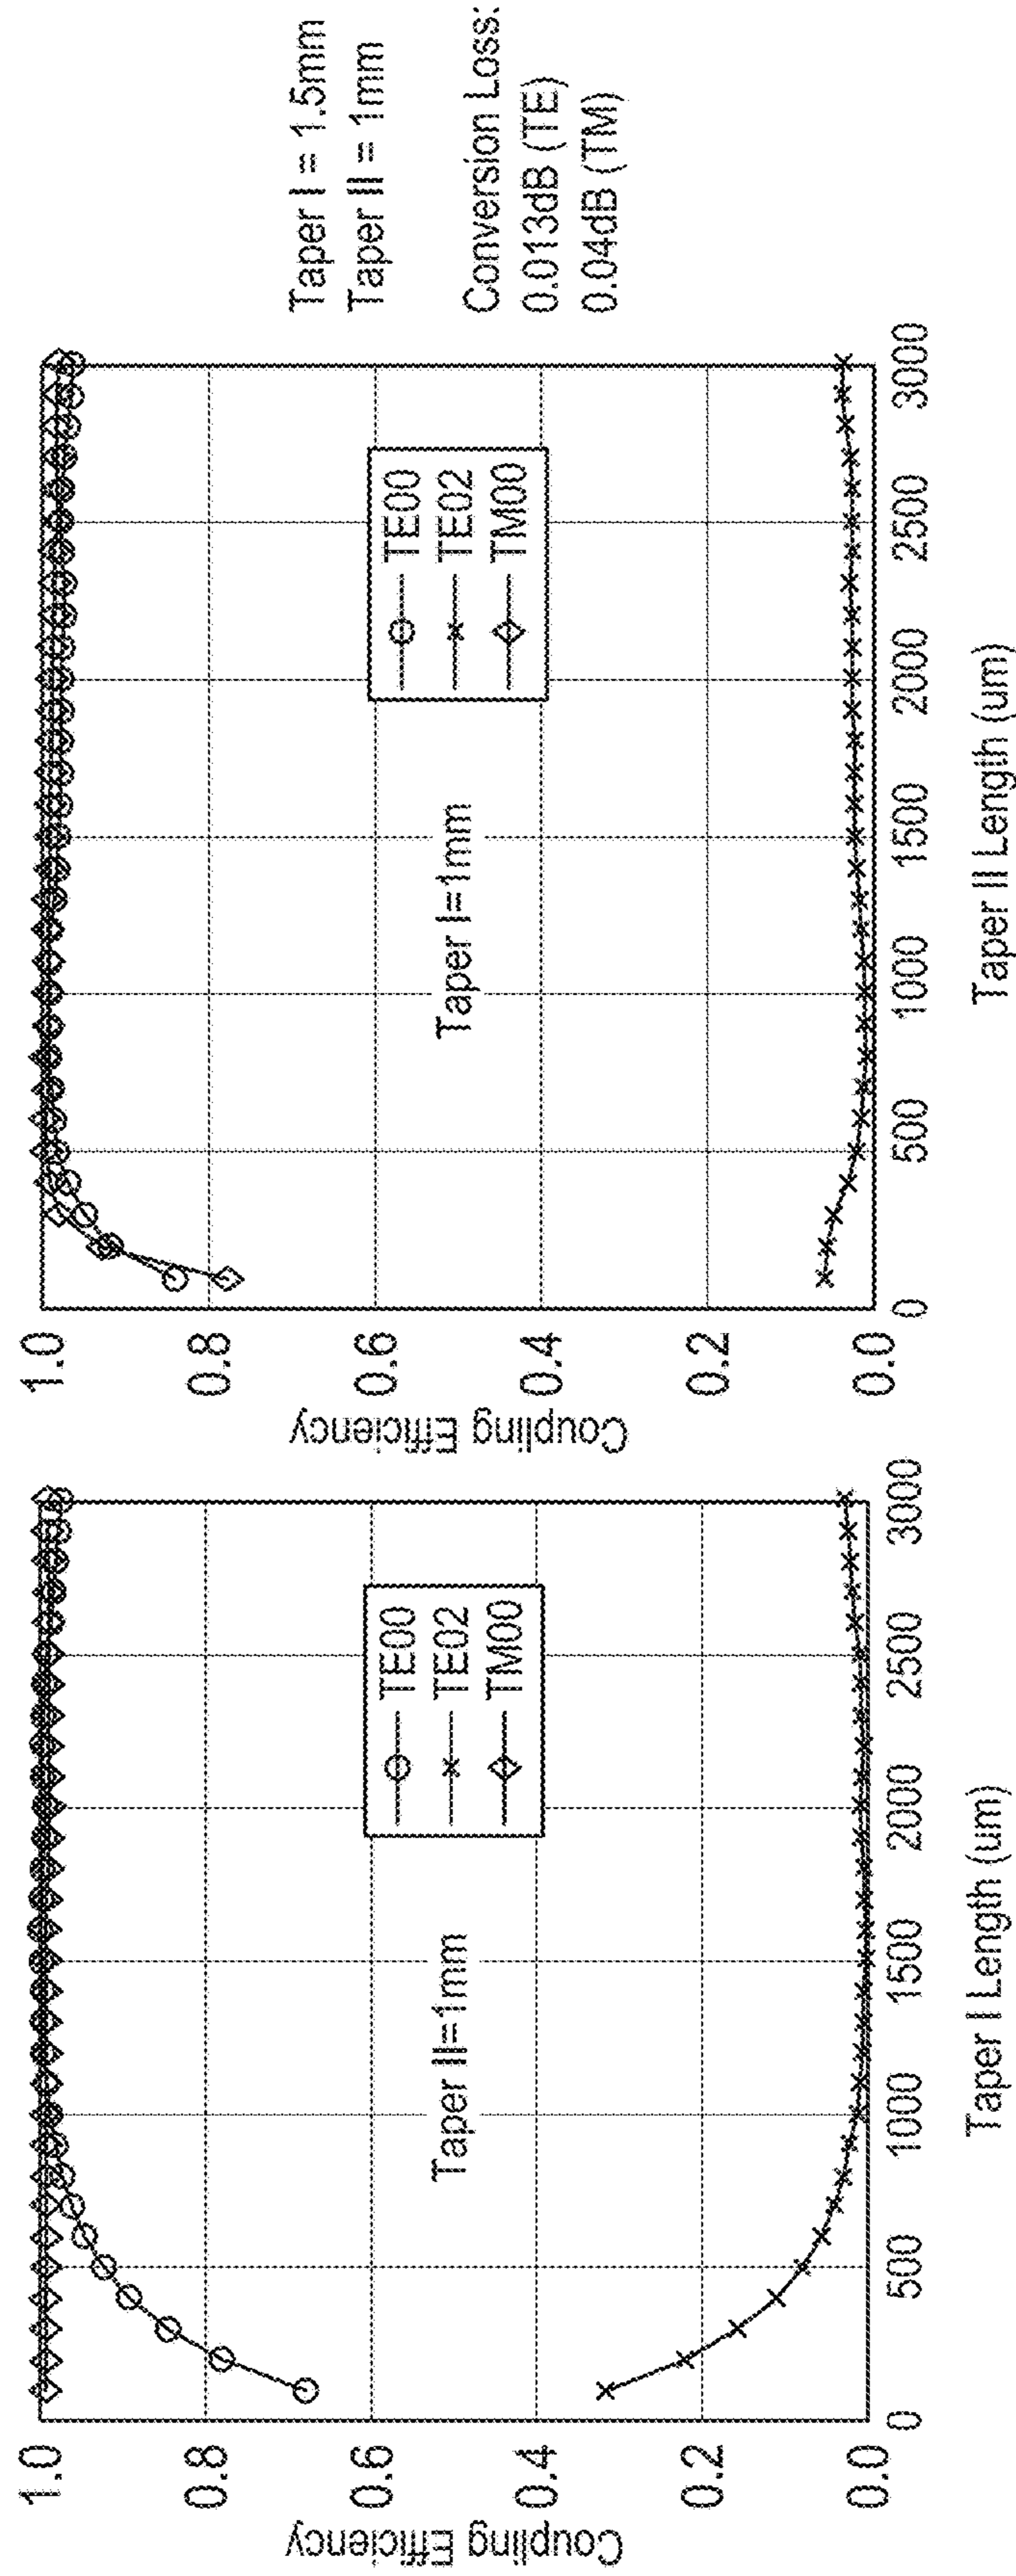 Coupling Efficiency
1.0
0.8
0.6
0.4
0.2
0.0
Taper II=1mm
TE00
TE02
TM00
0 500 1000 1500 2000 2500 3000
Taper I Length (um)
Coupling Efficiency
1.0
0.8
0.6
0.4
0.2
0.0
Taper I=1mm
TE00
TE02
TM00
0 500 1000 1500 2000 2500 3000
Taper II Length (um)
Taper I = 1.5mm
Taper II = 1mm
Conversion Loss:
0.013dB (TE)
0.04dB (TM)